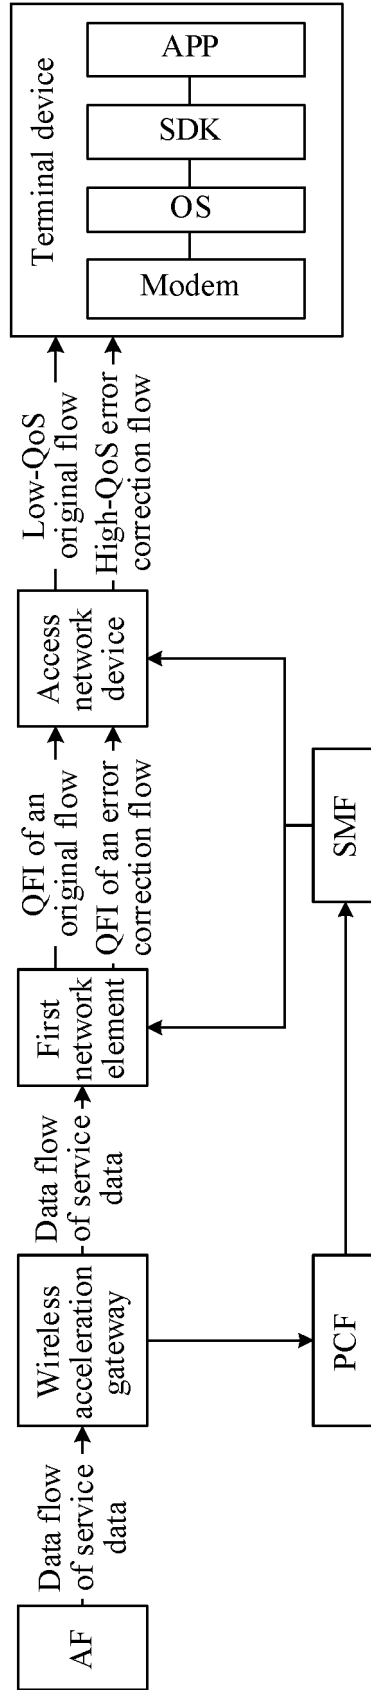 AF
Data flow
of service
data
Wireless
acceleration
gateway
Data flow
of service
data
First
network
element
QFI of an
original flow
QFI of an error
correction flow
Access
network
device
Low-QoS
original flow
High-QoS error
correction flow
Terminal device
APP
SDK
OS
Modem
PCF
SMF